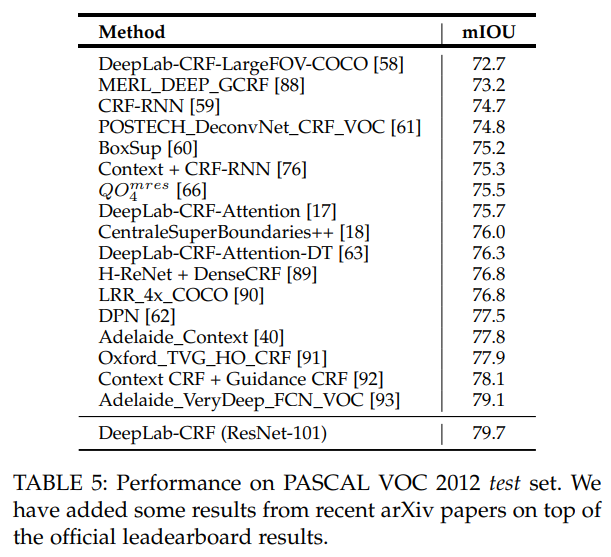 Method mIOU
DeepLab-CRF-LargeFOV-COCO [58] 72.7
MERL_DEEP_GCRF [88] 73.2
CRF-RNN [59] 74.7
POSTECH_DeconvNet_CRF_VOC [61] 74.8
BoxSup [60] 75.2
Context + CRF-RNN [76] 75.3
QO_4^{mres} [66] 75.5
DeepLab-CRF-Attention [17] 75.7
CentraleSuperBoundaries++ [18] 76.0
DeepLab-CRF-Attention-DT [63] 76.3
H-ReNet + DenseCRF [89] 76.8
LRR_4x_COCO [90] 76.8
DPN [62] 77.5
Adelaide_Context [40] 77.8
Oxford_TVG_HO_CRF [91] 77.9
Context CRF + Guidance CRF [92] 78.1
Adelaide_VeryDeep_FCN_VOC [93] 79.1
DeepLab-CRF (ResNet-101) 79.7
TABLE 5: Performance on PASCAL VOC 2012 test set. We
have added some results from recent arXiv papers on top of
the official leadearboard results.